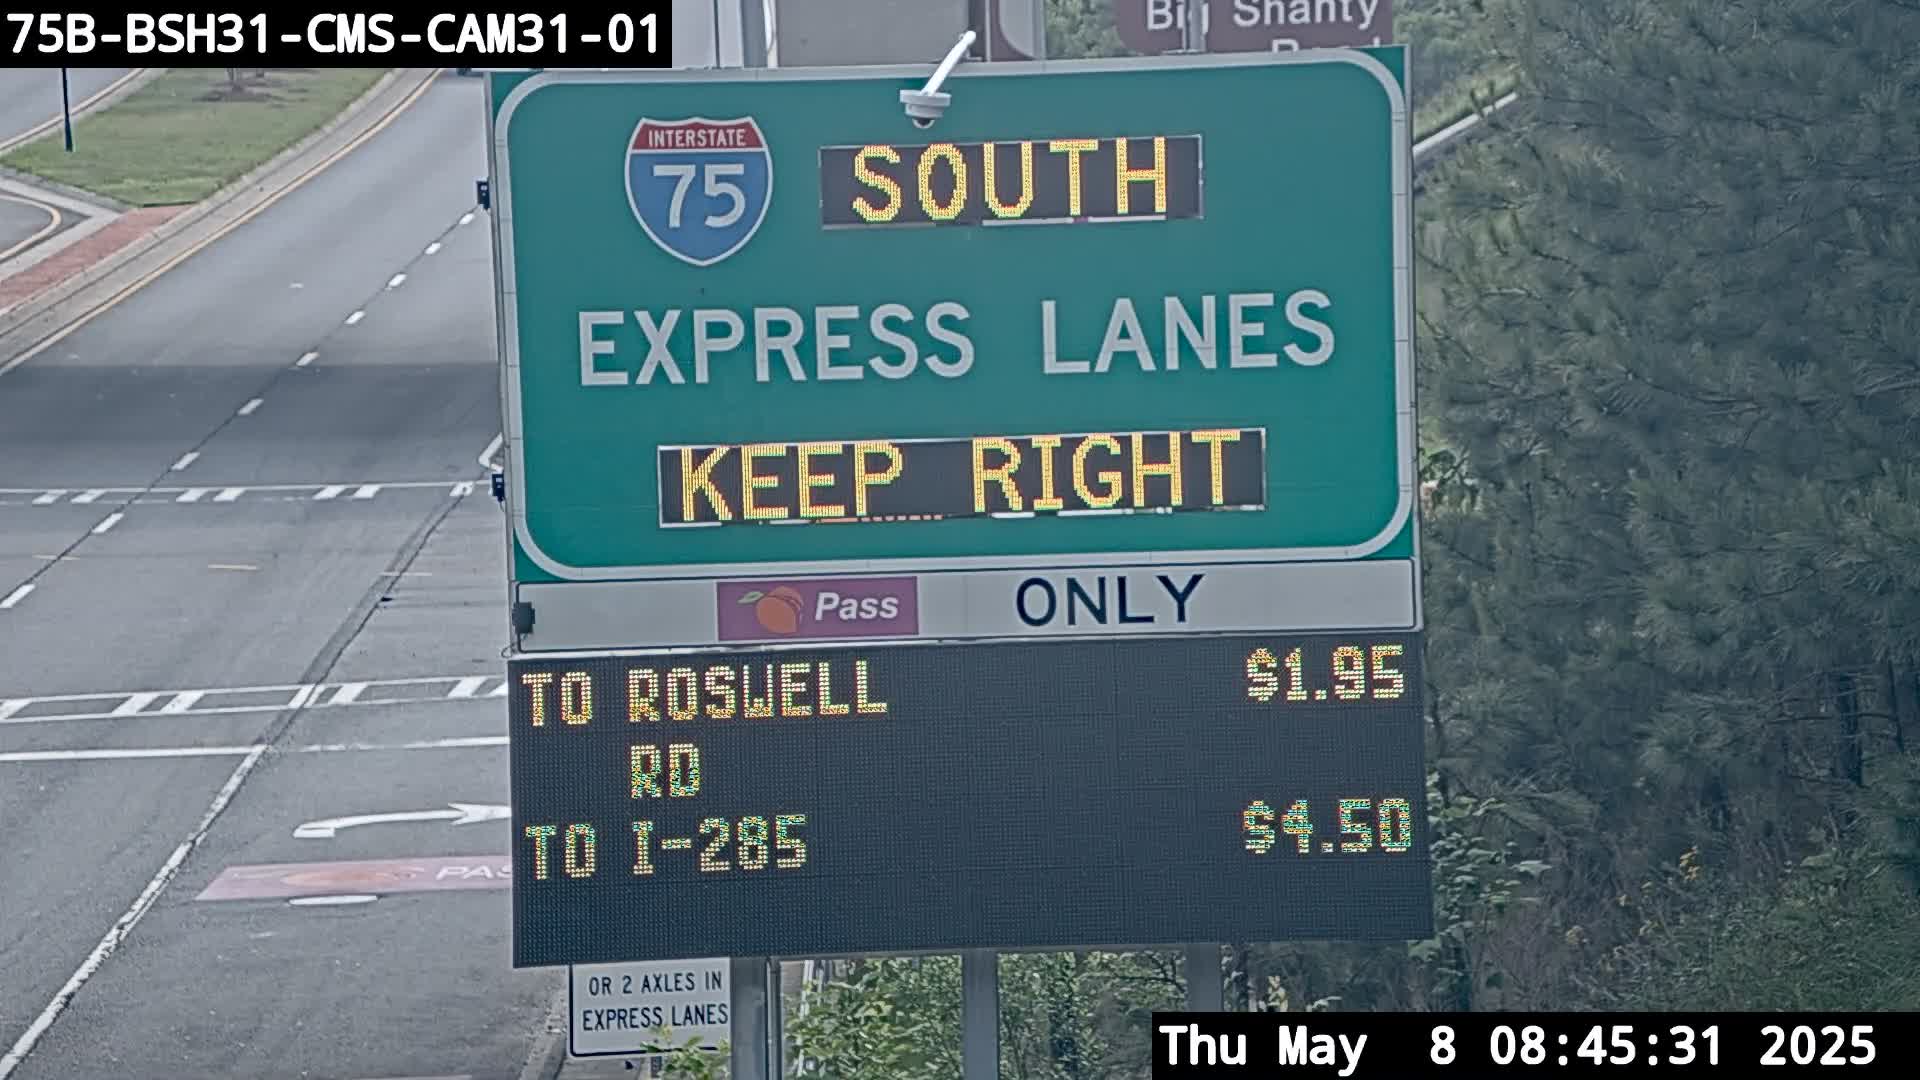 75B-BSH31-CMS-CAM31-01
Big Shanty
Road
INTERSTATE
75
SOUTH
EXPRESS LANES
KEEP RIGHT
Pass ONLY
TO ROSWELL $1.95
RD
TO I-285 $4.50
PAS
OR 2 AXLES IN
EXPRESS LANES
Thu May 8 08:45:31 2025